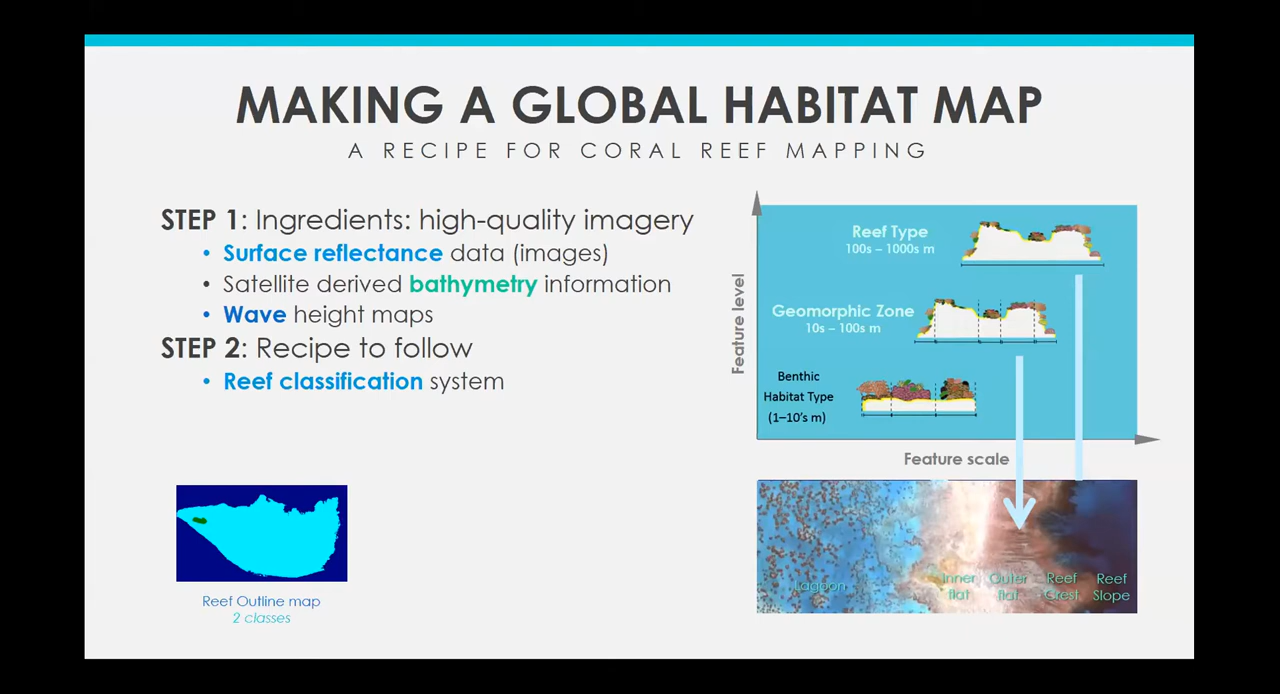 MAKING A GLOBAL HABITAT MAP
A RECIPE FOR CORAL REEF MAPPING
STEP 1: Ingredients: high-quality imagery
• Surface reflectance data (images)
• Satellite derived bathymetry information
• Wave height maps
STEP 2: Recipe to follow
• Reef classification system
Reef Outline map
2 classes
Feature level
Reef Type
100s – 1000s m
Geomorphic Zone
10s – 100s m
Benthic
Habitat Type
(1–10's m)
Feature scale
Lagoon
Inner
flat
Outer
flat
Reef
Crest
Reef
Slope